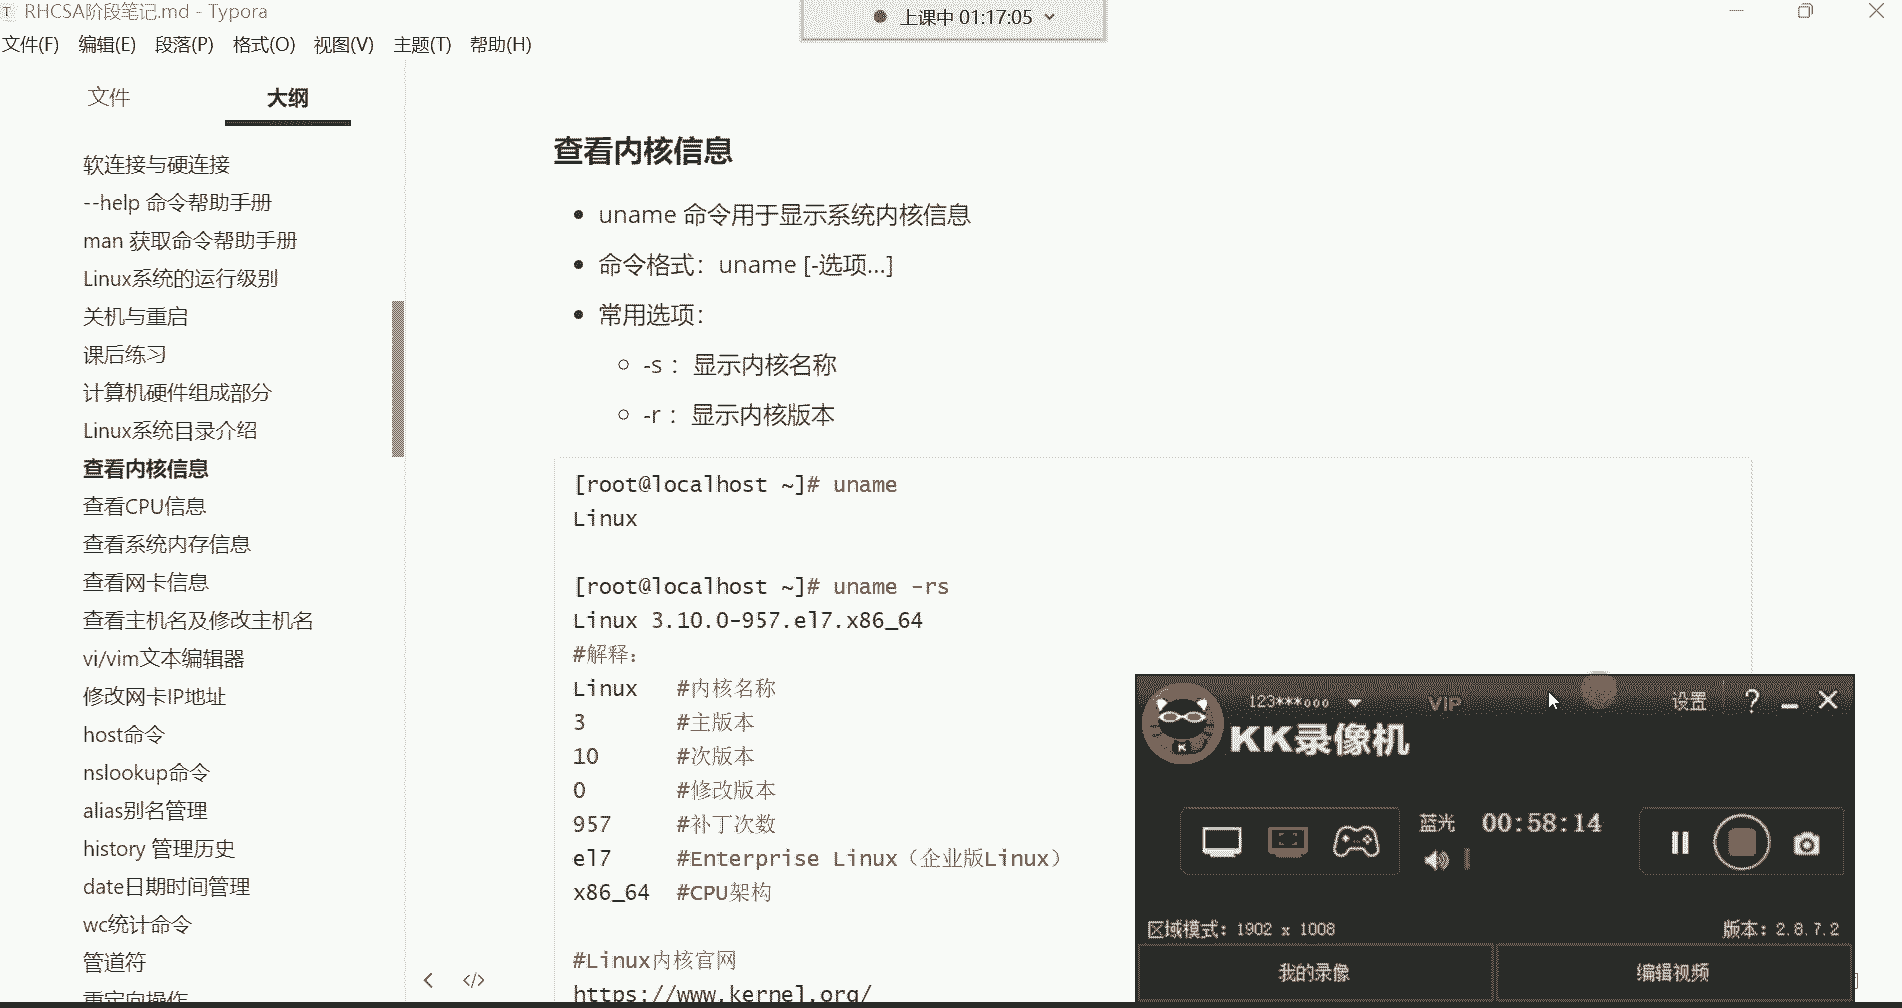 RHCSA阶段笔记.md - Typora
上课中 01:17:05
文件(F) 编辑(E) 段落(P) 格式(O) 视图(V) 主题(T) 帮助(H)
文件 大纲
软连接与硬连接
--help 命令帮助手册
man 获取命令帮助手册
Linux系统的运行级别
关机与重启
课后练习
计算机硬件组成部分
Linux系统目录介绍
查看内核信息
查看CPU信息
查看系统内存信息
查看网卡信息
查看主机名及修改主机名
vi/vim文本编辑器
修改网卡IP地址
host命令
nslookup命令
alias别名管理
history 管理历史
date日期时间管理
wc统计命令
管道符
重定向操作
查看内核信息
uname 命令用于显示系统内核信息
命令格式：uname [-选项...]
常用选项：
-s ：显示内核名称
-r ：显示内核版本
[root@localhost ~]# uname
Linux
[root@localhost ~]# uname -rs
Linux 3.10.0-957.el7.x86_64
#解释：
Linux #内核名称
3 #主版本
10 #次版本
0 #修改版本
957 #补丁次数
el7 #Enterprise Linux（企业版Linux）
x86_64 #CPU架构
#Linux内核官网
https://www.kernel.org/
123***ooo VIP 设置
KK录像机
蓝光 00:58:14
区域模式：1902 x 1008 版本：2.8.7.2
我的录像 编辑视频